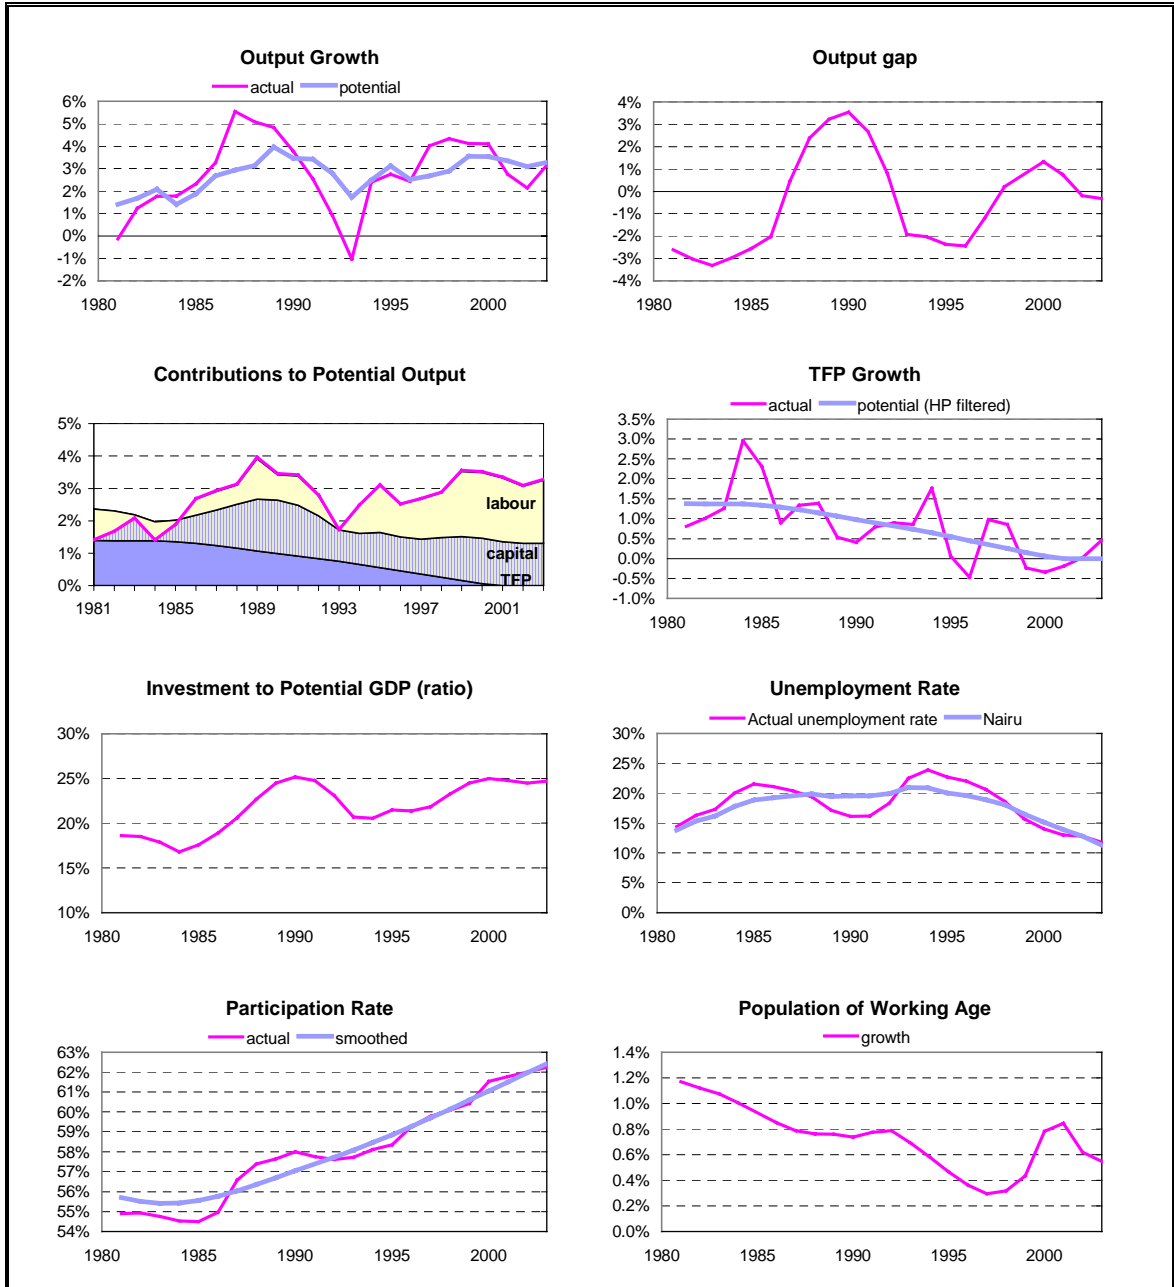 Output Growth
actual potential
6%
5%
4%
3%
2%
1%
0%
-1%
-2%
1980 1985 1990 1995 2000
Output gap
4%
3%
2%
1%
0%
-1%
-2%
-3%
-4%
1980 1985 1990 1995 2000
Contributions to Potential Output
5%
4%
3%
2%
1%
0%
labour
capital
TFP
1981 1985 1989 1993 1997 2001
TFP Growth
actual potential (HP filtered)
3.5%
3.0%
2.5%
2.0%
1.5%
1.0%
0.5%
0.0%
-0.5%
-1.0%
1980 1985 1990 1995 2000
Investment to Potential GDP (ratio)
30%
25%
20%
15%
10%
1980 1985 1990 1995 2000
Unemployment Rate
Actual unemployment rate Nairu
30%
25%
20%
15%
10%
5%
0%
1980 1985 1990 1995 2000
Participation Rate
actual smoothed
63%
62%
61%
60%
59%
58%
57%
56%
55%
54%
1980 1985 1990 1995 2000
Population of Working Age
growth
1.4%
1.2%
1.0%
0.8%
0.6%
0.4%
0.2%
0.0%
1980 1985 1990 1995 2000